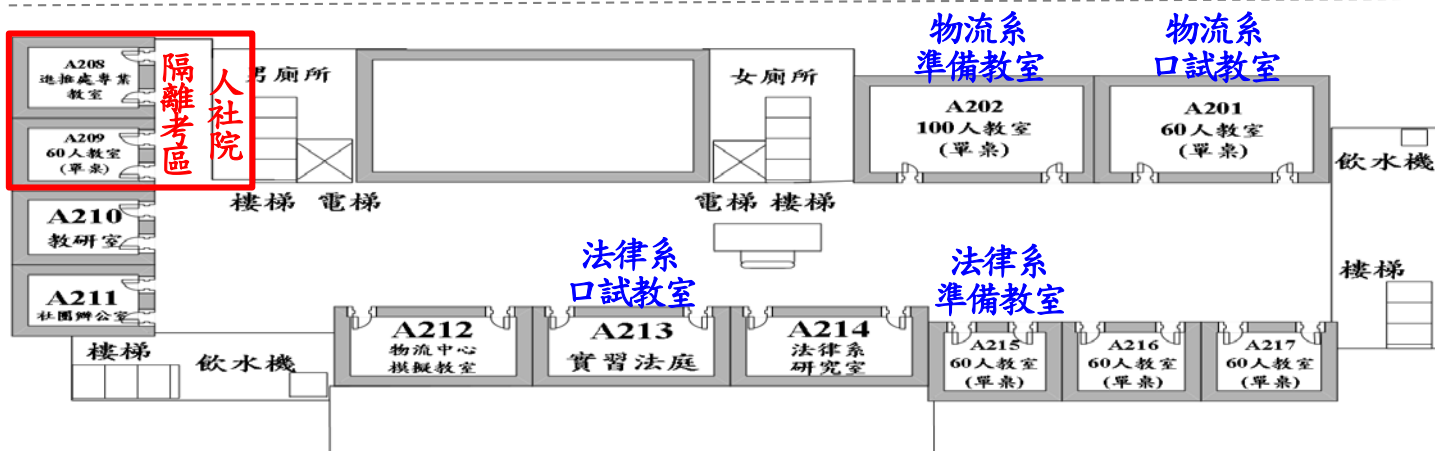 物流系
準備教室
物流系
口試教室
A208
進推處專業
教室
隔離考區
人社院
男廁所
女廁所
A202
100人教室
(單桌)
A201
60人教室
(單桌)
A209
60人教室
(單桌)
飲水機
樓梯
電梯
電梯
樓梯
A210
教研室
法律系
口試教室
法律系
準備教室
樓梯
A211
社團辦公室
A212
物流中心
模擬教室
A213
實習法庭
A214
法律系
研究室
A215
60人教室
(單桌)
A216
60人教室
(單桌)
A217
60人教室
(單桌)
樓梯
飲水機